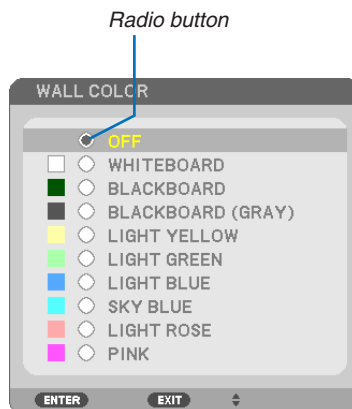 Radio button
WALL COLOR
OFF
WHITEBOARD
BLACKBOARD
BLACKBOARD (GRAY)
LIGHT YELLOW
LIGHT GREEN
LIGHT BLUE
SKY BLUE
LIGHT ROSE
PINK
ENTER EXIT